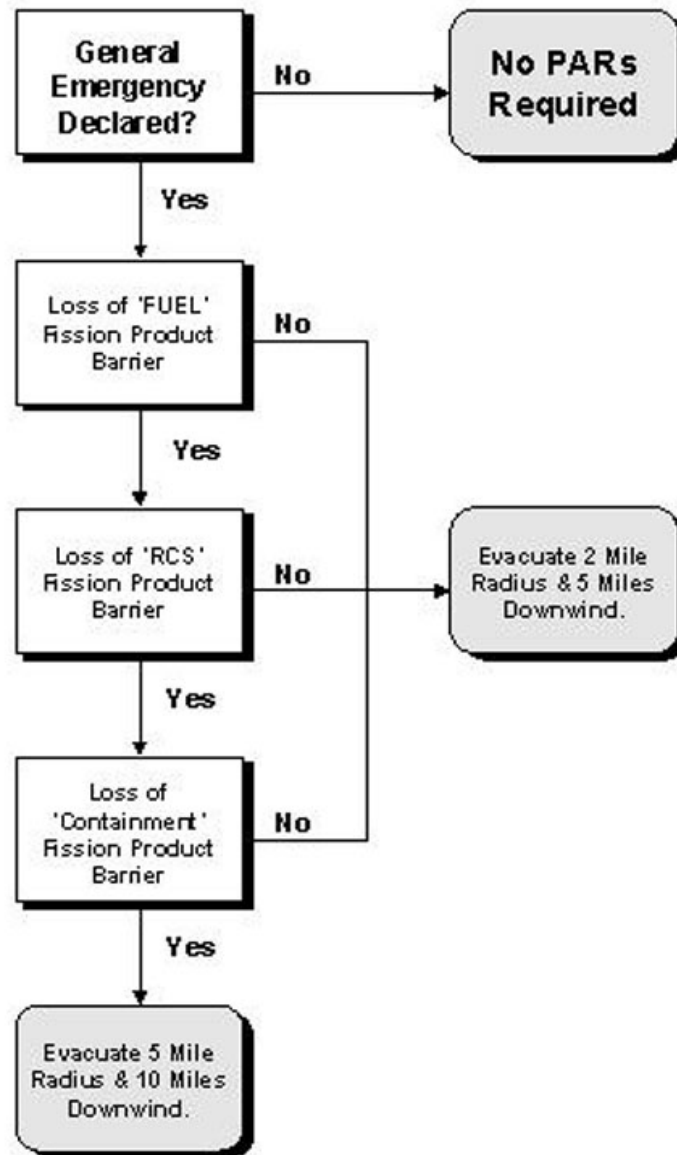 General
Emergency
Declared?
No
No PARs
Required
Yes
Loss of 'FUEL'
Fission Product
Barrier
No
Yes
Loss of 'RCS'
Fission Product
Barrier
No
Evacuate 2 Mile
Radius & 5 Miles
Downwind.
Yes
Loss of
'Containment'
Fission Product
Barrier
No
Yes
Evacuate 5 Mile
Radius & 10 Miles
Downwind.